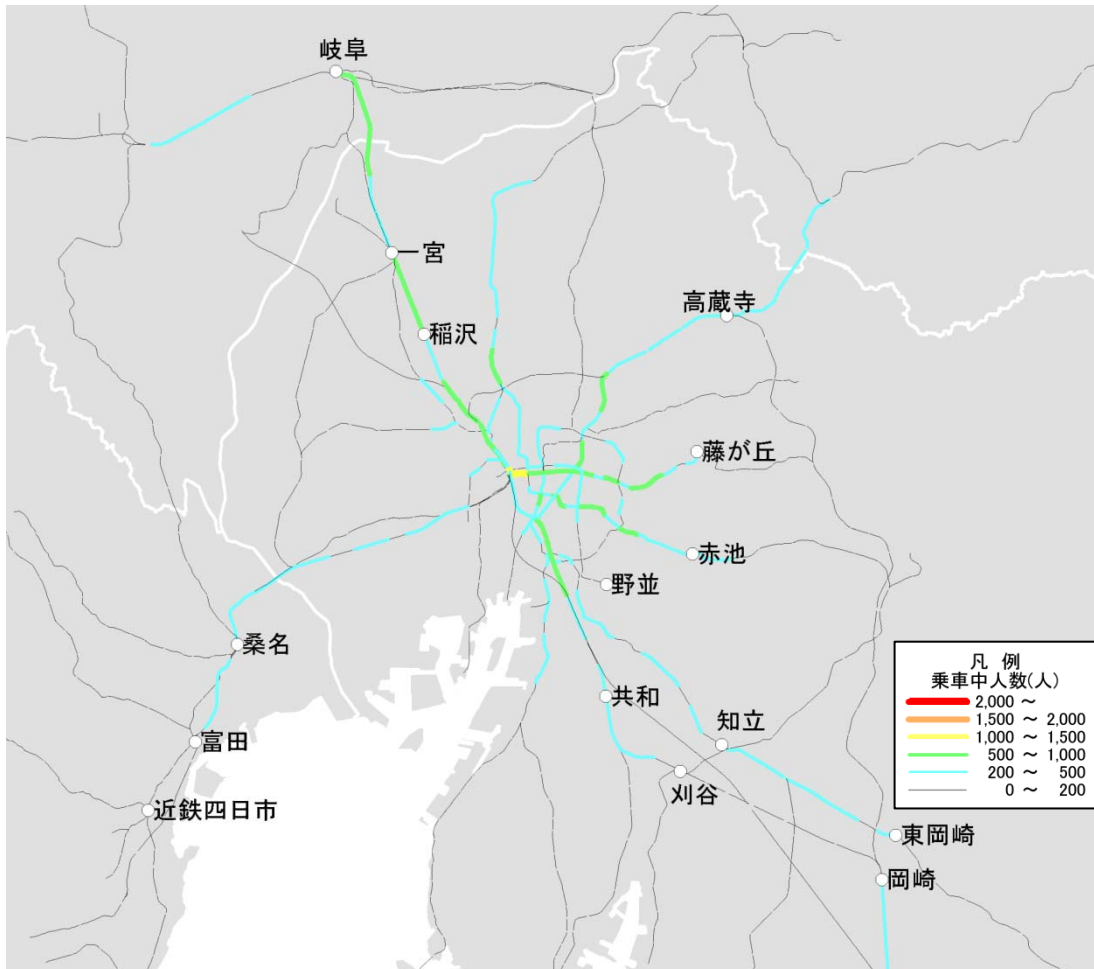 岐阜
一宮
稲沢
高蔵寺
藤が丘
赤池
野並
桑名
共和
知立
富田
刈谷
近鉄四日市
東岡崎
岡崎
凡 例
乗車中人数(人)
2,000 ～
1,500 ～ 2,000
1,000 ～ 1,500
500 ～ 1,000
200 ～ 500
0 ～ 200